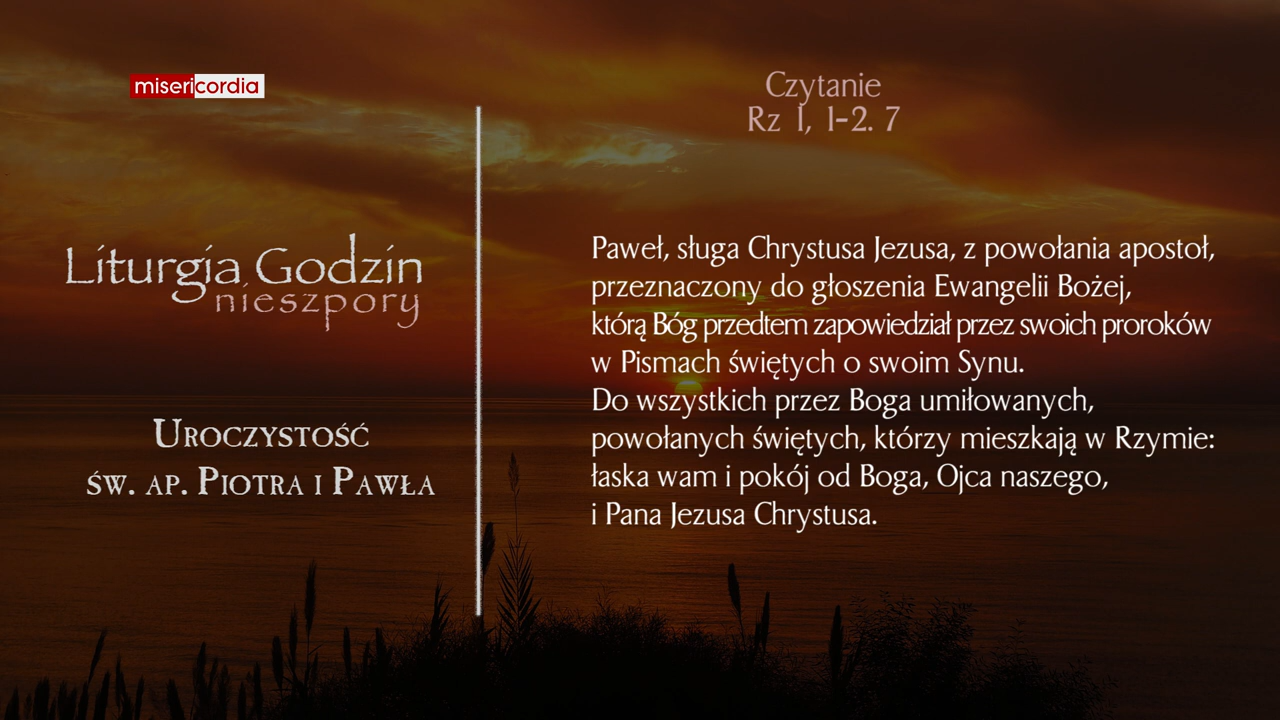 misericordia
Liturgia Godzin
nieszpory
Uroczystość
św. ap. Piotra i Pawła
Czytanie
Rz 1, 1-2. 7
Paweł, sługa Chrystusa Jezusa, z powołania apostoł,
przeznaczony do głoszenia Ewangelii Bożej,
którą Bóg przedtem zapowiedział przez swoich proroków
w Pismach świętych o swoim Synu.
Do wszystkich przez Boga umiłowanych,
powołanych świętych, którzy mieszkają w Rzymie:
łaska wam i pokój od Boga, Ojca naszego,
i Pana Jezusa Chrystusa.